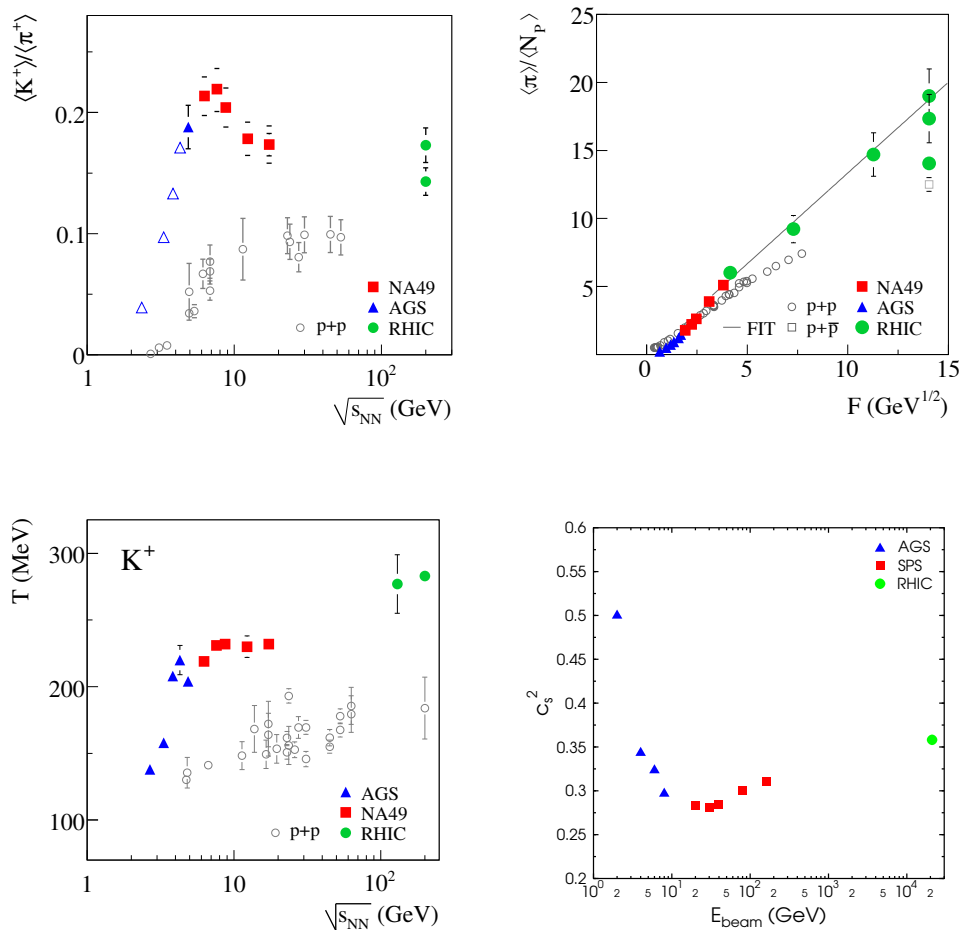 ⟨K⁺⟩/⟨π⁺⟩
0.2
0.1
0
NA49
AGS
p+p
RHIC
1
10
10²
√s_NN (GeV)
⟨π⟩/⟨N_P⟩
25
20
15
10
5
NA49
p+p
AGS
FIT
p+p̅
RHIC
0
5
10
15
F (GeV^1/2)
T (MeV)
K⁺
300
200
100
AGS
NA49
p+p
RHIC
1
10
10²
√s_NN (GeV)
c_s²
0.6
0.55
0.5
0.45
0.4
0.35
0.3
0.25
0.2
AGS
SPS
RHIC
10⁰ 2 5 10¹ 2 5 10² 2 5 10³ 2 5 10⁴ 2
E_beam (GeV)